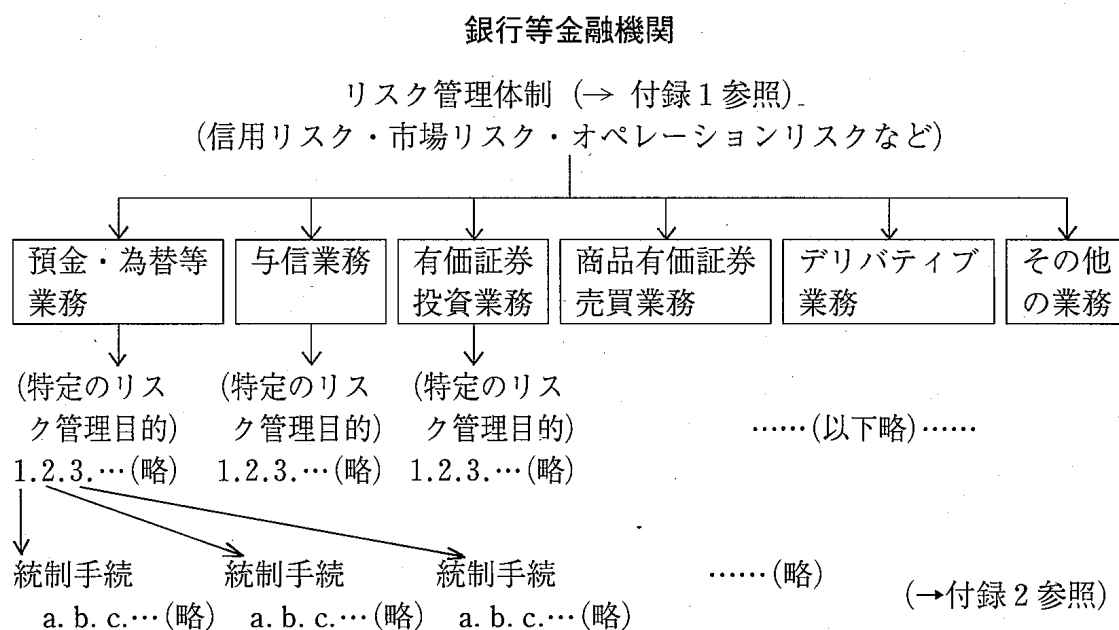 銀行等金融機関
リスク管理体制 (→ 付録1参照)
(信用リスク・市場リスク・オペレーションリスクなど)
預金・為替等
業務
与信業務
有価証券
投資業務
商品有価証券
売買業務
デリバティブ
業務
その他
の業務
(特定のリス
ク管理目的)
1.2.3.…(略)
(特定のリス
ク管理目的)
1.2.3.…(略)
(特定のリス
ク管理目的)
1.2.3.…(略)
……(以下略)……
統制手続
a. b. c.…(略)
統制手続
a. b. c.…(略)
統制手続
a. b. c.…(略)
……(略)
(→付録2参照)